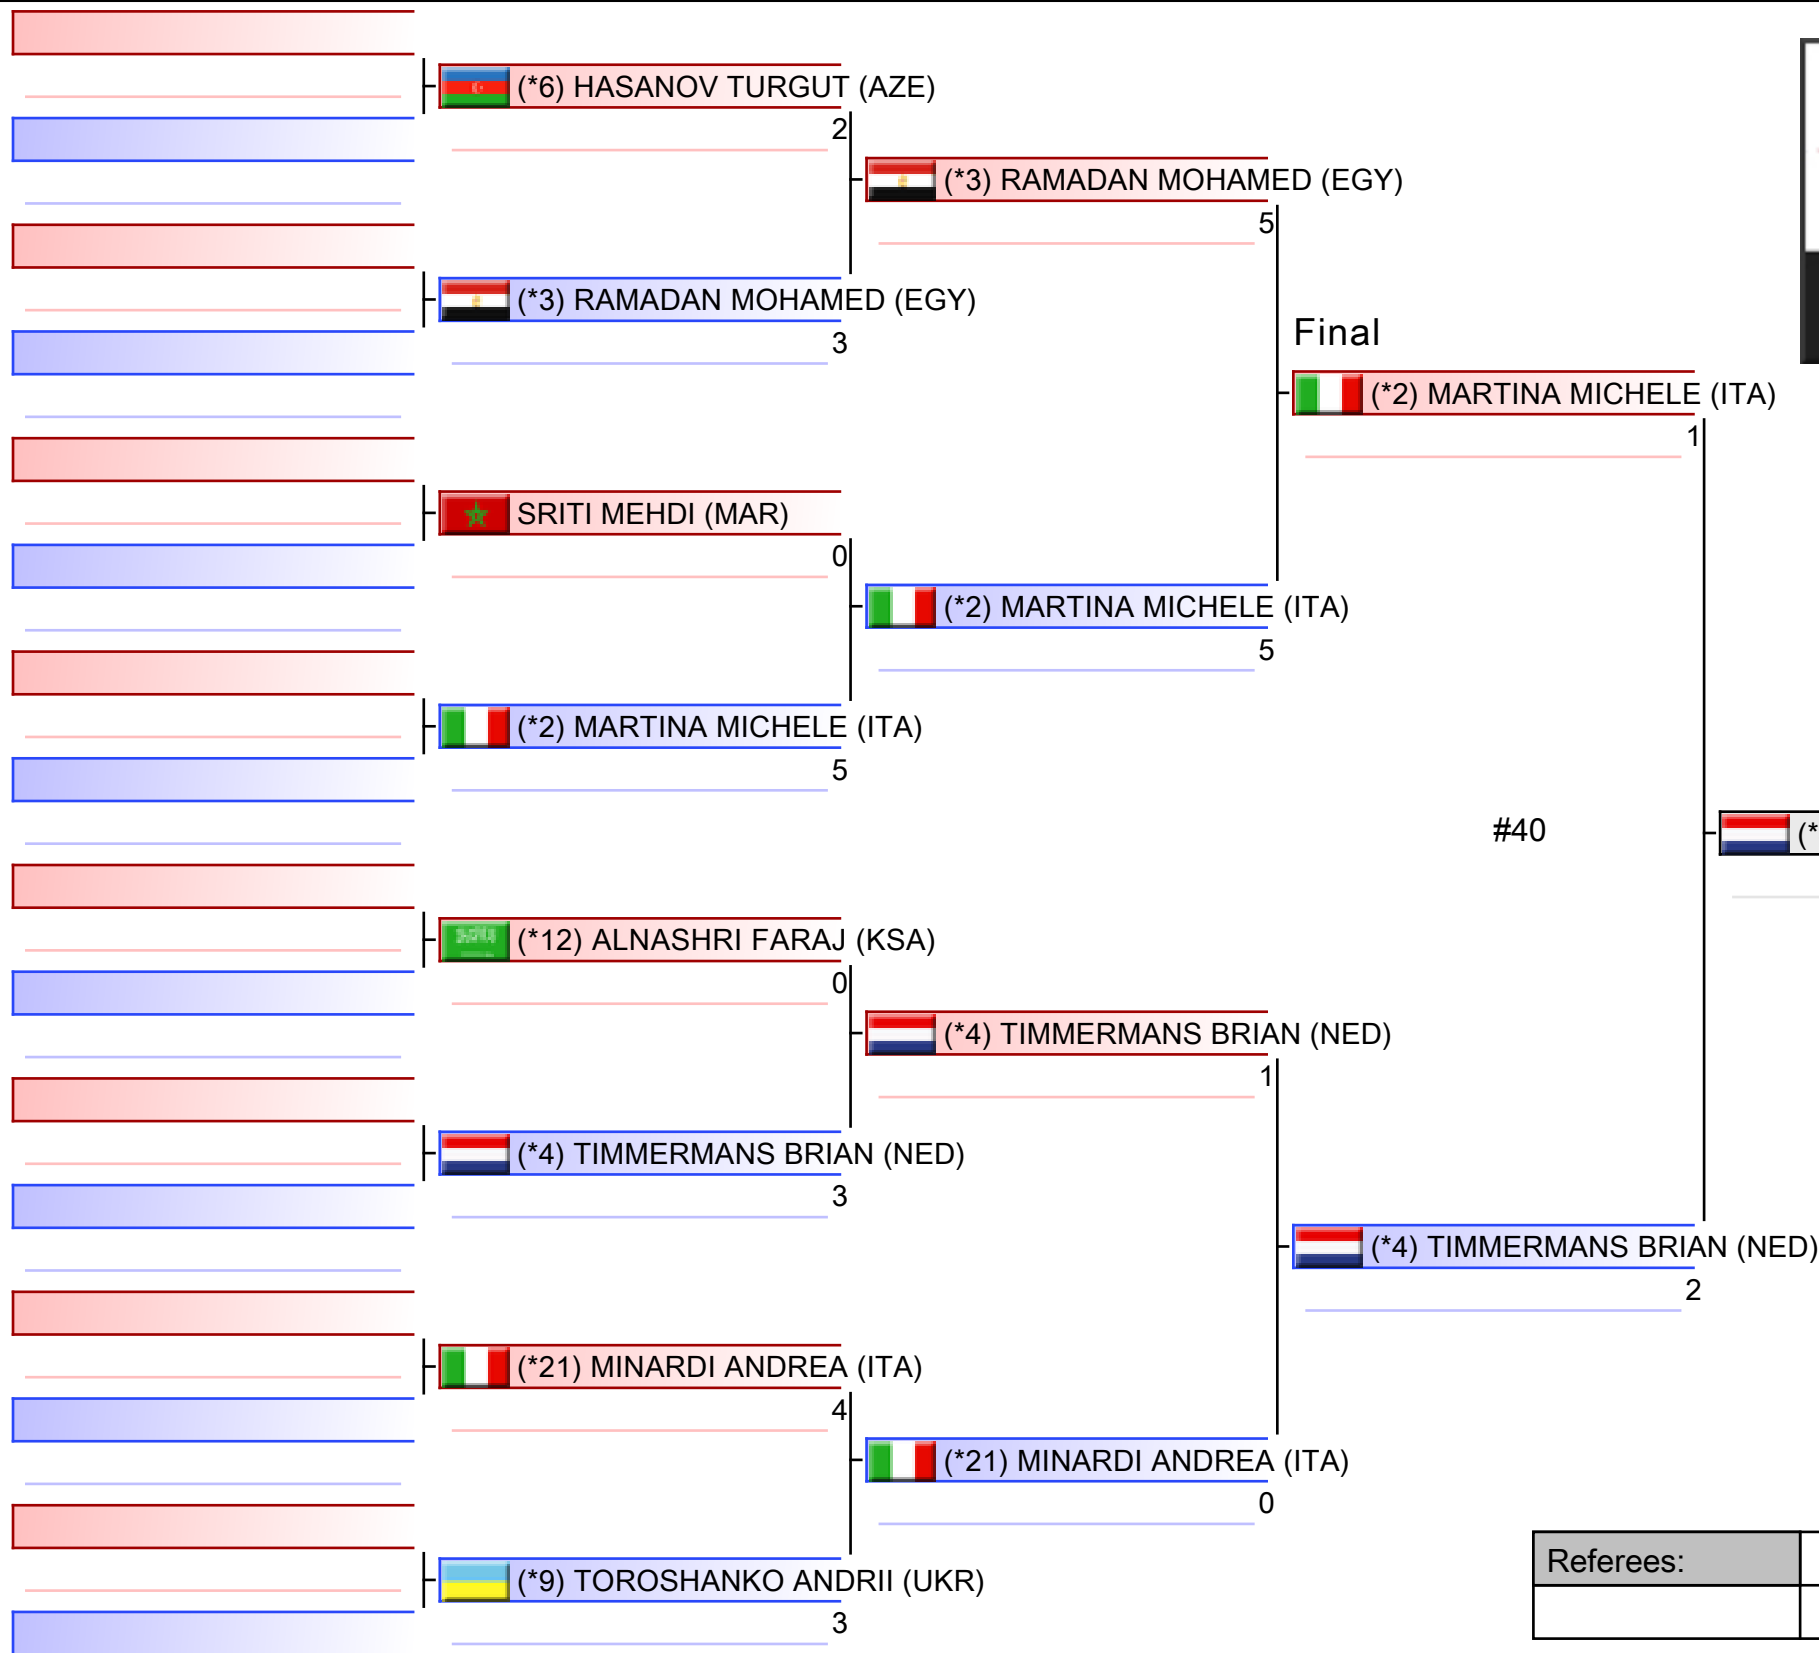 (*6) HASANOV TURGUT (AZE)
2
(*3) RAMADAN MOHAMED (EGY)
5
(*3) RAMADAN MOHAMED (EGY)
3
Final
(*2) MARTINA MICHELE (ITA)
1
SRITI MEHDI (MAR)
0
(*2) MARTINA MICHELE (ITA)
5
(*2) MARTINA MICHELE (ITA)
5
#40
(*
(*12) ALNASHRI FARAJ (KSA)
0
(*4) TIMMERMANS BRIAN (NED)
1
(*4) TIMMERMANS BRIAN (NED)
3
(*4) TIMMERMANS BRIAN (NED)
2
(*21) MINARDI ANDREA (ITA)
4
(*21) MINARDI ANDREA (ITA)
0
(*9) TOROSHANKO ANDRII (UKR)
3
Referees: